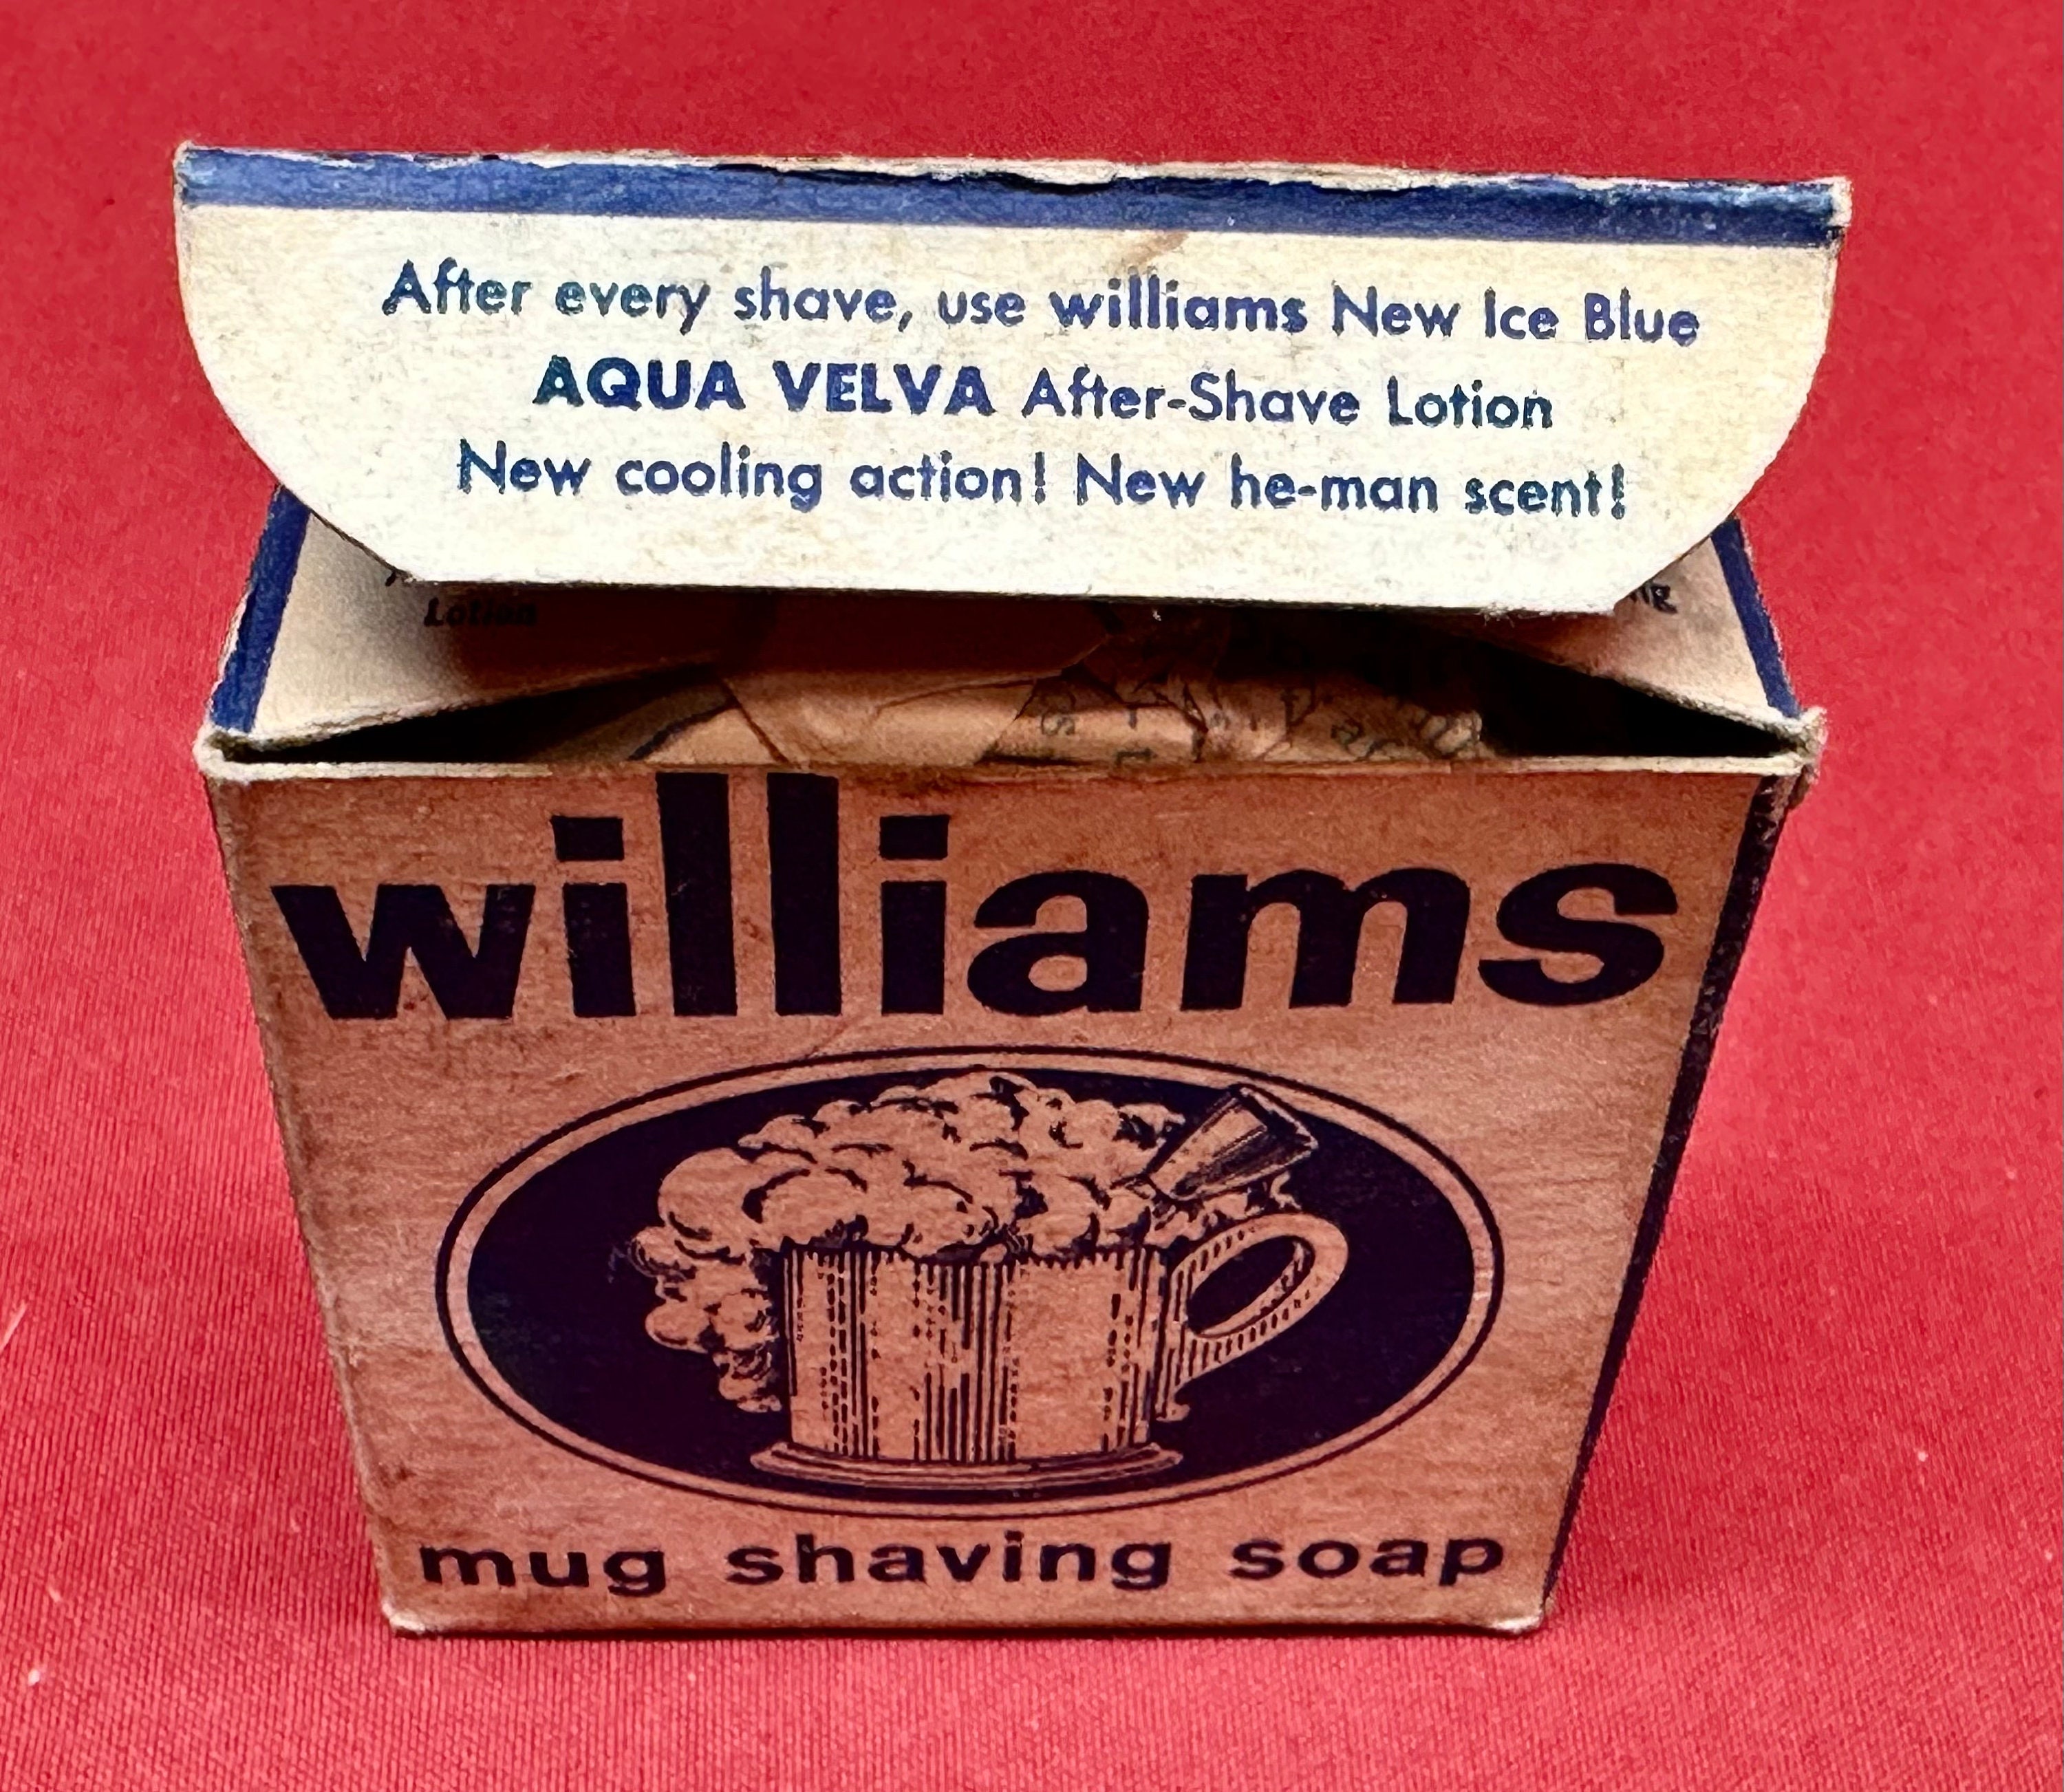 After every shave, use williams New Ice Blue
AQUA VELVA After-Shave Lotion
New cooling action! New he-man scent!
Lotion
williams
mug shaving soap